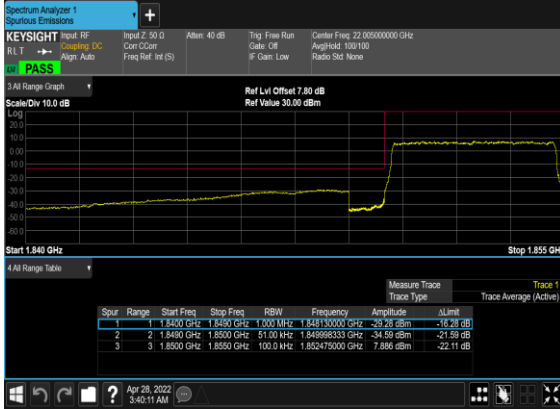 Spectrum Analyzer 1
Spurious Emissions
+
KEYSIGHT Input: RF Input Z: 50 Ω Atten: 40 dB Trig: Free Run Center Freq: 22.005000000 GHz
RLT Coupling: DC Corr CCorr Gate: Off Avg|Hold: 100/100
Align: Auto Freq Ref: Int (S) IF Gain: Low Radio Std: None
PASS
3 All Range Graph
Ref Lvl Offset 7.80 dB
Scale/Div 10.0 dB Ref Value 30.00 dBm
Log
20.0
10.0
0.00
-10.0
-20.0
-30.0
-40.0
-50.0
-60.0
Start 1.840 GHz Stop 1.855 GH
4 All Range Table
Measure Trace Trace 1
Trace Type Trace Average (Active)
Spur Range Start Freq Stop Freq RBW Frequency Amplitude ΔLimit
1 1 1.8400 GHz 1.8490 GHz 1.000 MHz 1.848130000 GHz -29.28 dBm -16.28 dB
2 2 1.8490 GHz 1.8500 GHz 51.00 kHz 1.849998333 GHz -34.59 dBm -21.59 dB
3 3 1.8500 GHz 1.8550 GHz 100.0 kHz 1.852475000 GHz 7.886 dBm -22.11 dB
?
Apr 28, 2022
3:40:11 AM